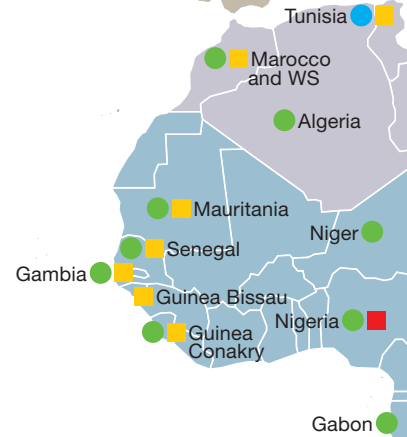 Tunisia
Marocco
and WS
Algeria
Mauritania
Niger
Senegal
Gambia
Guinea Bissau
Nigeria
Guinea
Conakry
Gabon